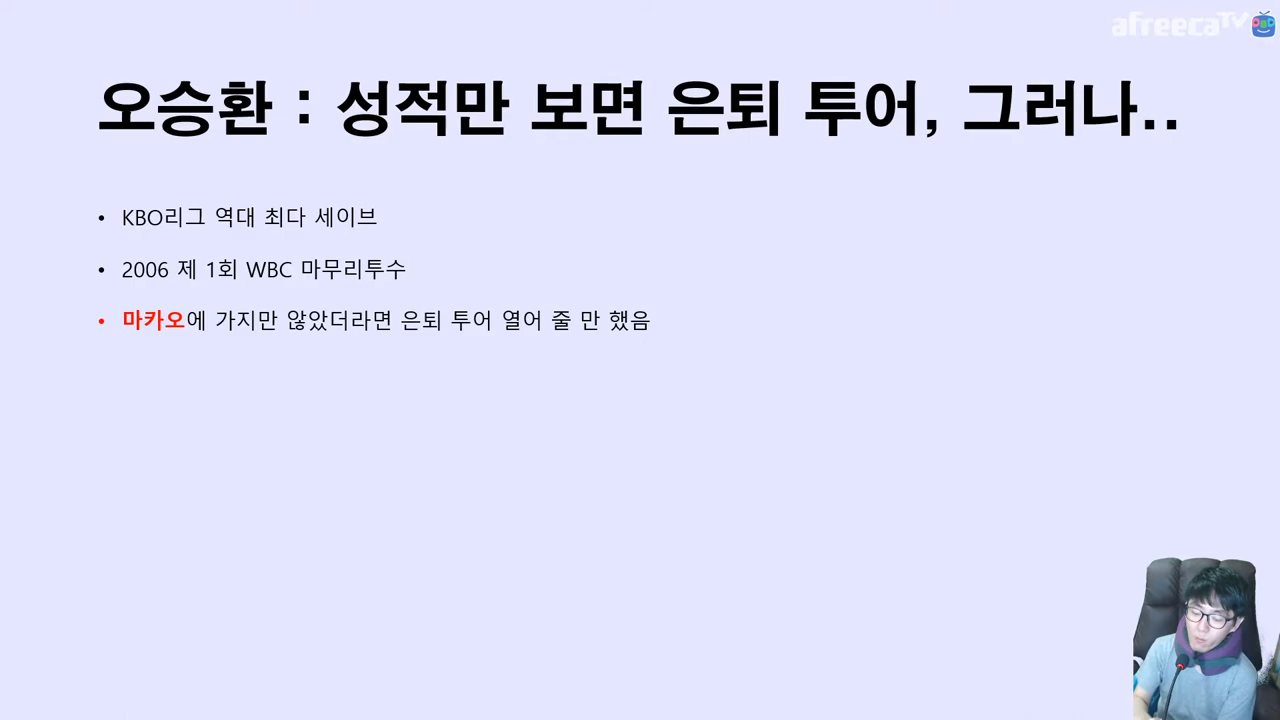 afreecaTV
오승환 : 성적만 보면 은퇴 투어, 그러나..
• KBO리그 역대 최다 세이브
• 2006 제 1회 WBC 마무리투수
• 마카오에 가지만 않았더라면 은퇴 투어 열어 줄 만 했음